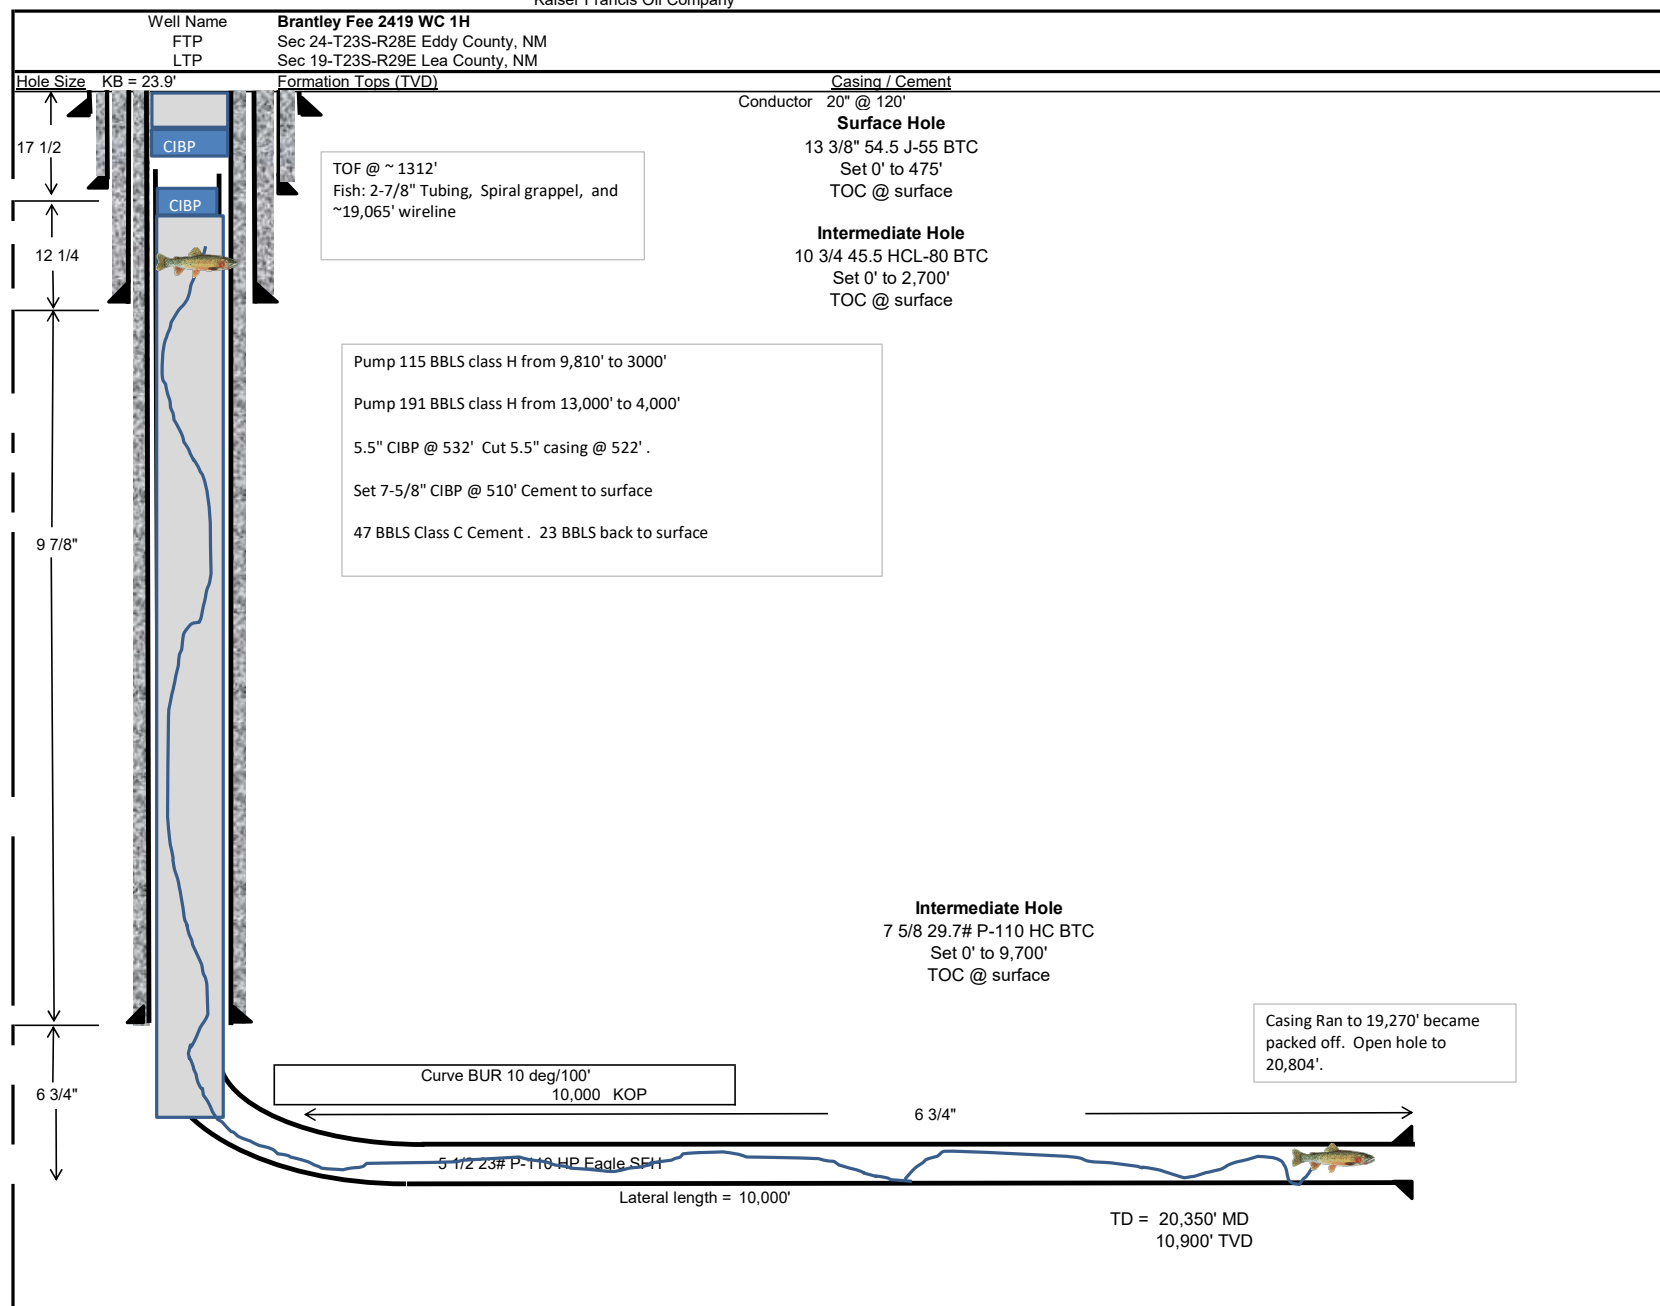 Kaiser Francis Oil Company
Well Name Brantley Fee 2419 WC 1H
FTP Sec 24-T23S-R28E Eddy County, NM
LTP Sec 19-T23S-R29E Lea County, NM
Hole Size KB = 23.9' Formation Tops (TVD) Casing / Cement
Conductor 20" @ 120'
Surface Hole
13 3/8" 54.5 J-55 BTC
Set 0' to 475'
TOC @ surface
17 1/2
CIBP
TOF @ ~ 1312'
Fish: 2-7/8" Tubing, Spiral grappel, and
~19,065' wireline
CIBP
12 1/4
Intermediate Hole
10 3/4 45.5 HCL-80 BTC
Set 0' to 2,700'
TOC @ surface
Pump 115 BBLS class H from 9,810' to 3000'
Pump 191 BBLS class H from 13,000' to 4,000'
5.5" CIBP @ 532' Cut 5.5" casing @ 522' .
Set 7-5/8" CIBP @ 510' Cement to surface
47 BBLS Class C Cement . 23 BBLS back to surface
9 7/8"
Intermediate Hole
7 5/8 29.7# P-110 HC BTC
Set 0' to 9,700'
TOC @ surface
Casing Ran to 19,270' became
packed off. Open hole to
20,804'.
6 3/4"
Curve BUR 10 deg/100'
10,000 KOP
6 3/4"
5 1/2 23# P-110 HP Eagle SFH
Lateral length = 10,000'
TD = 20,350' MD
10,900' TVD